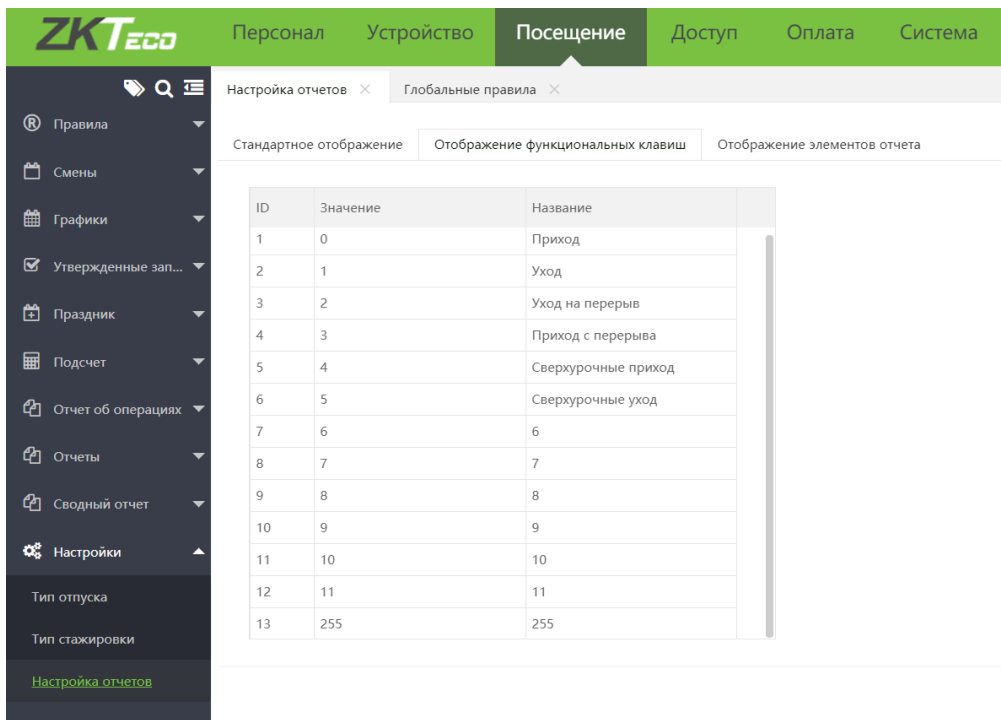 ZKTeco Персонал Устройство Посещение Доступ Оплата Система
Настройка отчетов Глобальные правила
Правила
Смены
Графики
Утвержденные зап...
Праздник
Подсчет
Отчет об операциях
Отчеты
Сводный отчет
Настройки
Тип отпуска
Тип стажировки
Настройка отчетов
Стандартное отображение Отображение функциональных клавиш Отображение элементов отчета
ID Значение Название
1 0 Приход
2 1 Уход
3 2 Уход на перерыв
4 3 Приход с перерыва
5 4 Сверхурочные приход
6 5 Сверхурочные уход
7 6 6
8 7 7
9 8 8
10 9 9
11 10 10
12 11 11
13 255 255